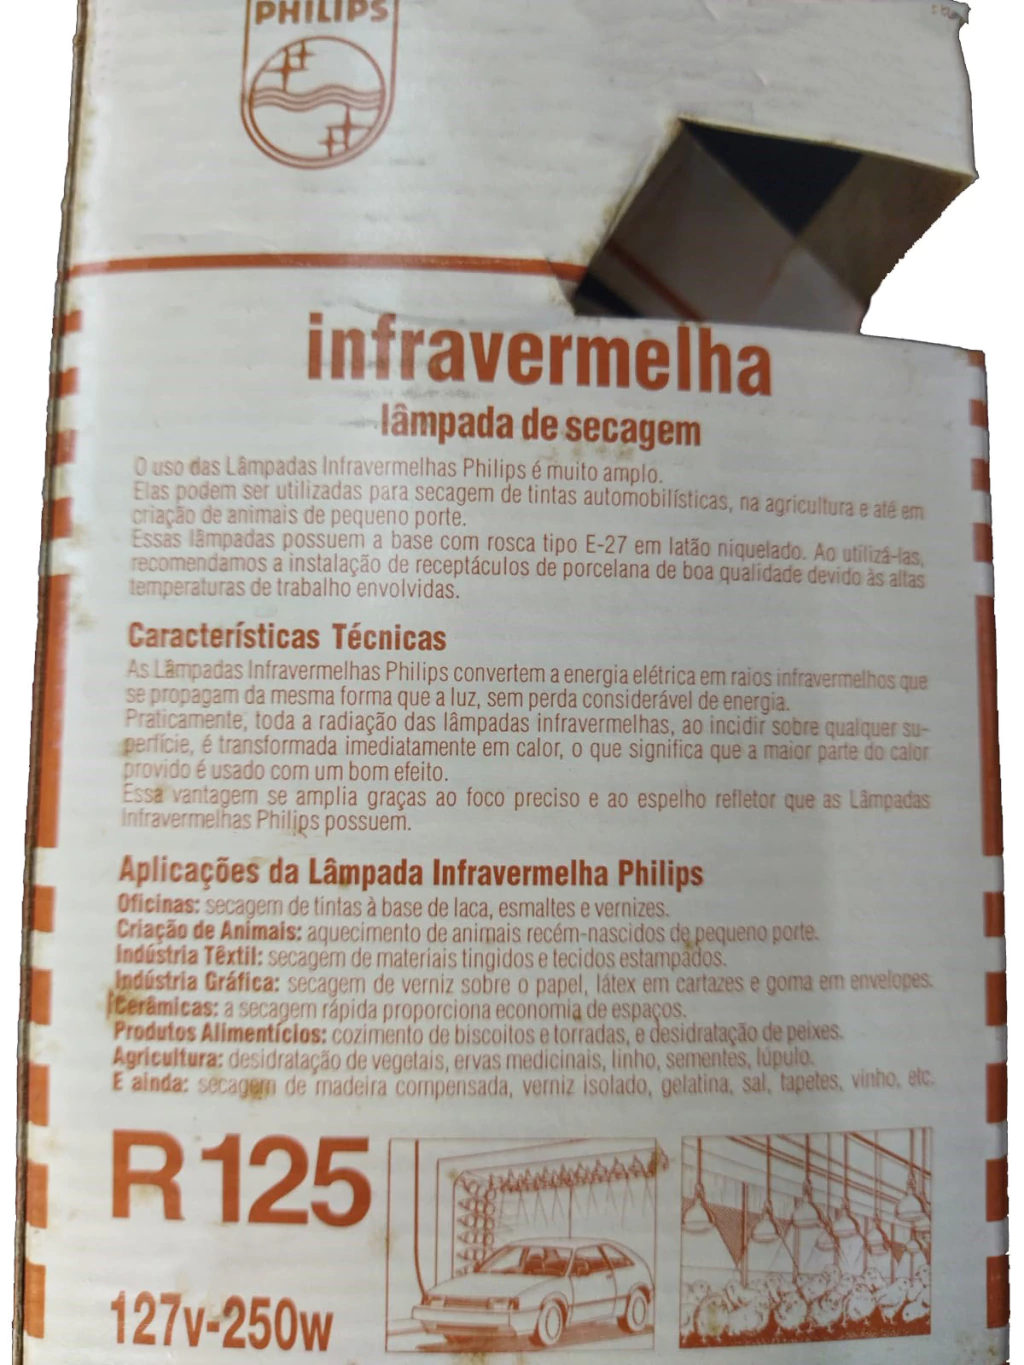 PHILIPS
infravermelha
lâmpada de secagem
O uso das Lâmpadas Infravermelhas Philips é muito amplo.
Elas podem ser utilizadas para secagem de tintas automobilísticas, na agricultura e até em
criação de animais de pequeno porte.
Essas lâmpadas possuem a base com rosca tipo E-27 em latão niquelado. Ao utilizá-las,
recomendamos a instalação de receptáculos de porcelana de boa qualidade devido às altas
temperaturas de trabalho envolvidas.
Características Técnicas
As Lâmpadas Infravermelhas Philips convertem a energia elétrica em raios infravermelhos que
se propagam da mesma forma que a luz, sem perda considerável de energia.
Praticamente, toda a radiação das lâmpadas infravermelhas, ao incidir sobre qualquer su-
perfície, é transformada imediatamente em calor, o que significa que a maior parte do calor
provido é usado com um bom efeito.
Essa vantagem se amplia graças ao foco preciso e ao espelho refletor que as Lâmpadas
Infravermelhas Philips possuem.
Aplicações da Lâmpada Infravermelha Philips
Oficinas: secagem de tintas à base de laca, esmaltes e vernizes.
Criação de Animais: aquecimento de animais recém-nascidos de pequeno porte.
Indústria Têxtil: secagem de materiais tingidos e tecidos estampados.
Indústria Gráfica: secagem de verniz sobre o papel, látex em cartazes e goma em envelopes.
Cerâmicas: a secagem rápida proporciona economia de espaços.
Produtos Alimentícios: cozimento de biscoitos e torradas, e desidratação de peixes.
Agricultura: desidratação de vegetais, ervas medicinais, linho, sementes, lúpulo.
E ainda: secagem de madeira compensada, verniz isolado, gelatina, sal, tapetes, vinho, etc.
R125
127v-250w